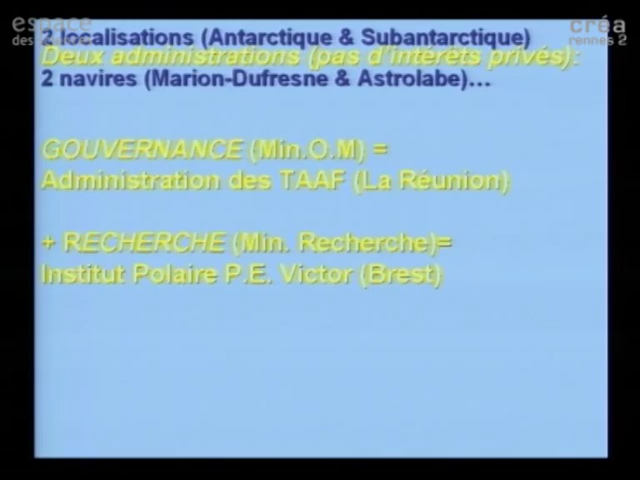 espace
créa
rennes 2
2 localisations (Antarctique & Subantarctique)
Deux administrations (pas d'intérêts privés):
2 navires (Marion-Dufresne & Astrolabe)...
GOUVERNANCE (Min.O.M) =
Administration des TAAF (La Réunion)
+ RECHERCHE (Min. Recherche)=
Institut Polaire P.E. Victor (Brest)